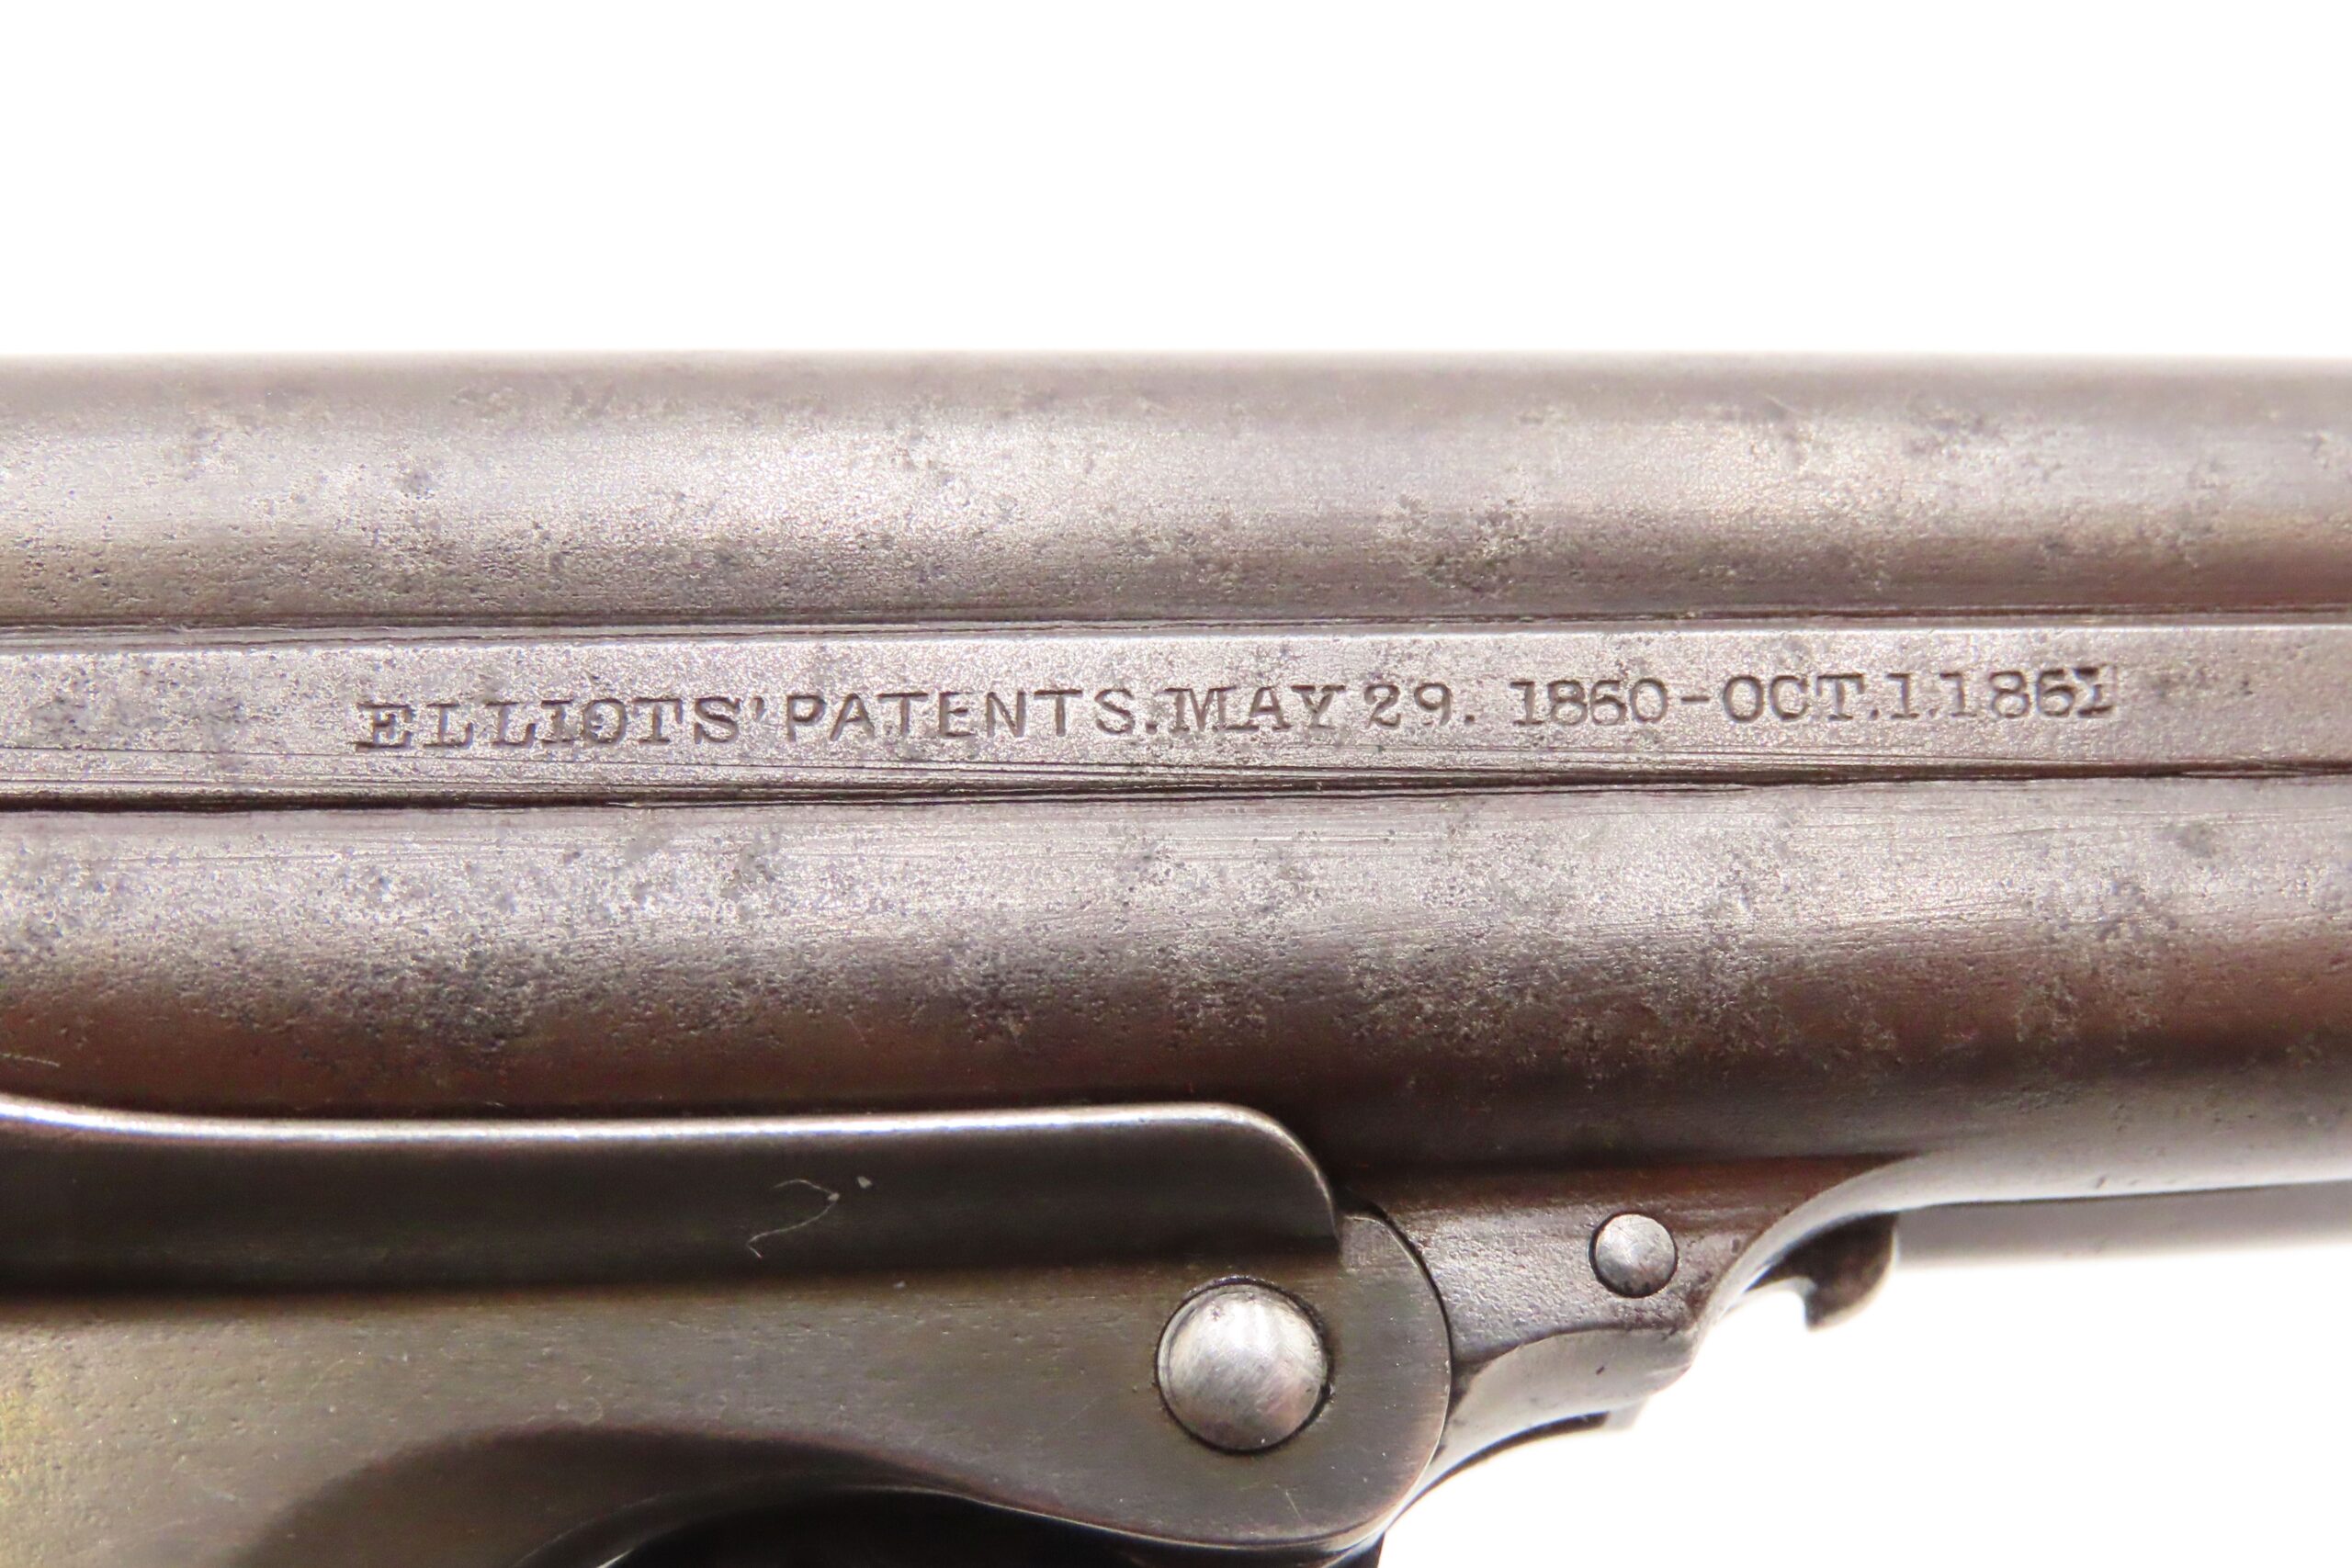 ELLIOTS' PATENTS. MAY 29. 1860-OCT.1.1861